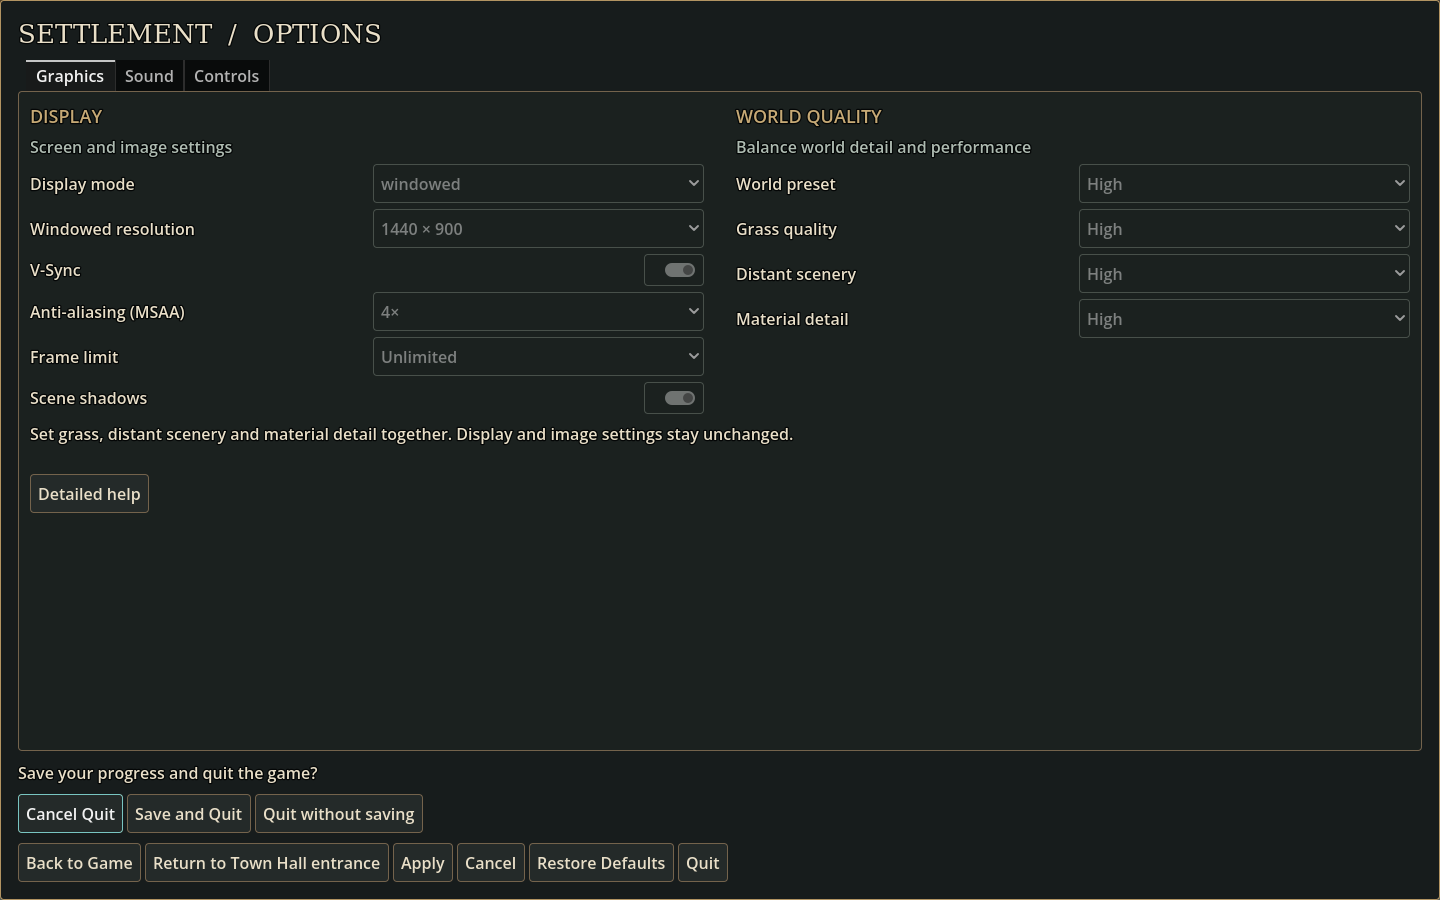 SETTLEMENT / OPTIONS
Graphics Sound Controls
DISPLAY
Screen and image settings
Display mode windowed
Windowed resolution 1440 × 900
V-Sync
Anti-aliasing (MSAA) 4×
Frame limit Unlimited
Scene shadows
WORLD QUALITY
Balance world detail and performance
World preset High
Grass quality High
Distant scenery High
Material detail High
Set grass, distant scenery and material detail together. Display and image settings stay unchanged.
Detailed help
Save your progress and quit the game?
Cancel Quit Save and Quit Quit without saving
Back to Game Return to Town Hall entrance Apply Cancel Restore Defaults Quit